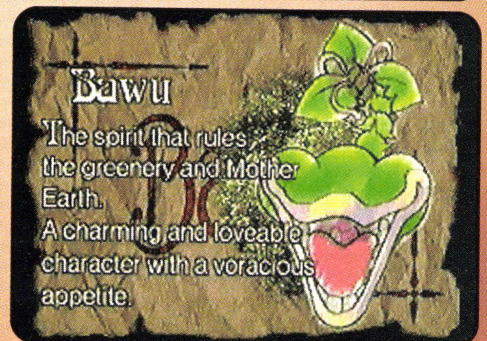 Bawu
The spirit that rules
the greenery and Mother
Earth.
A charming and loveable
character with a voracious
appetite.